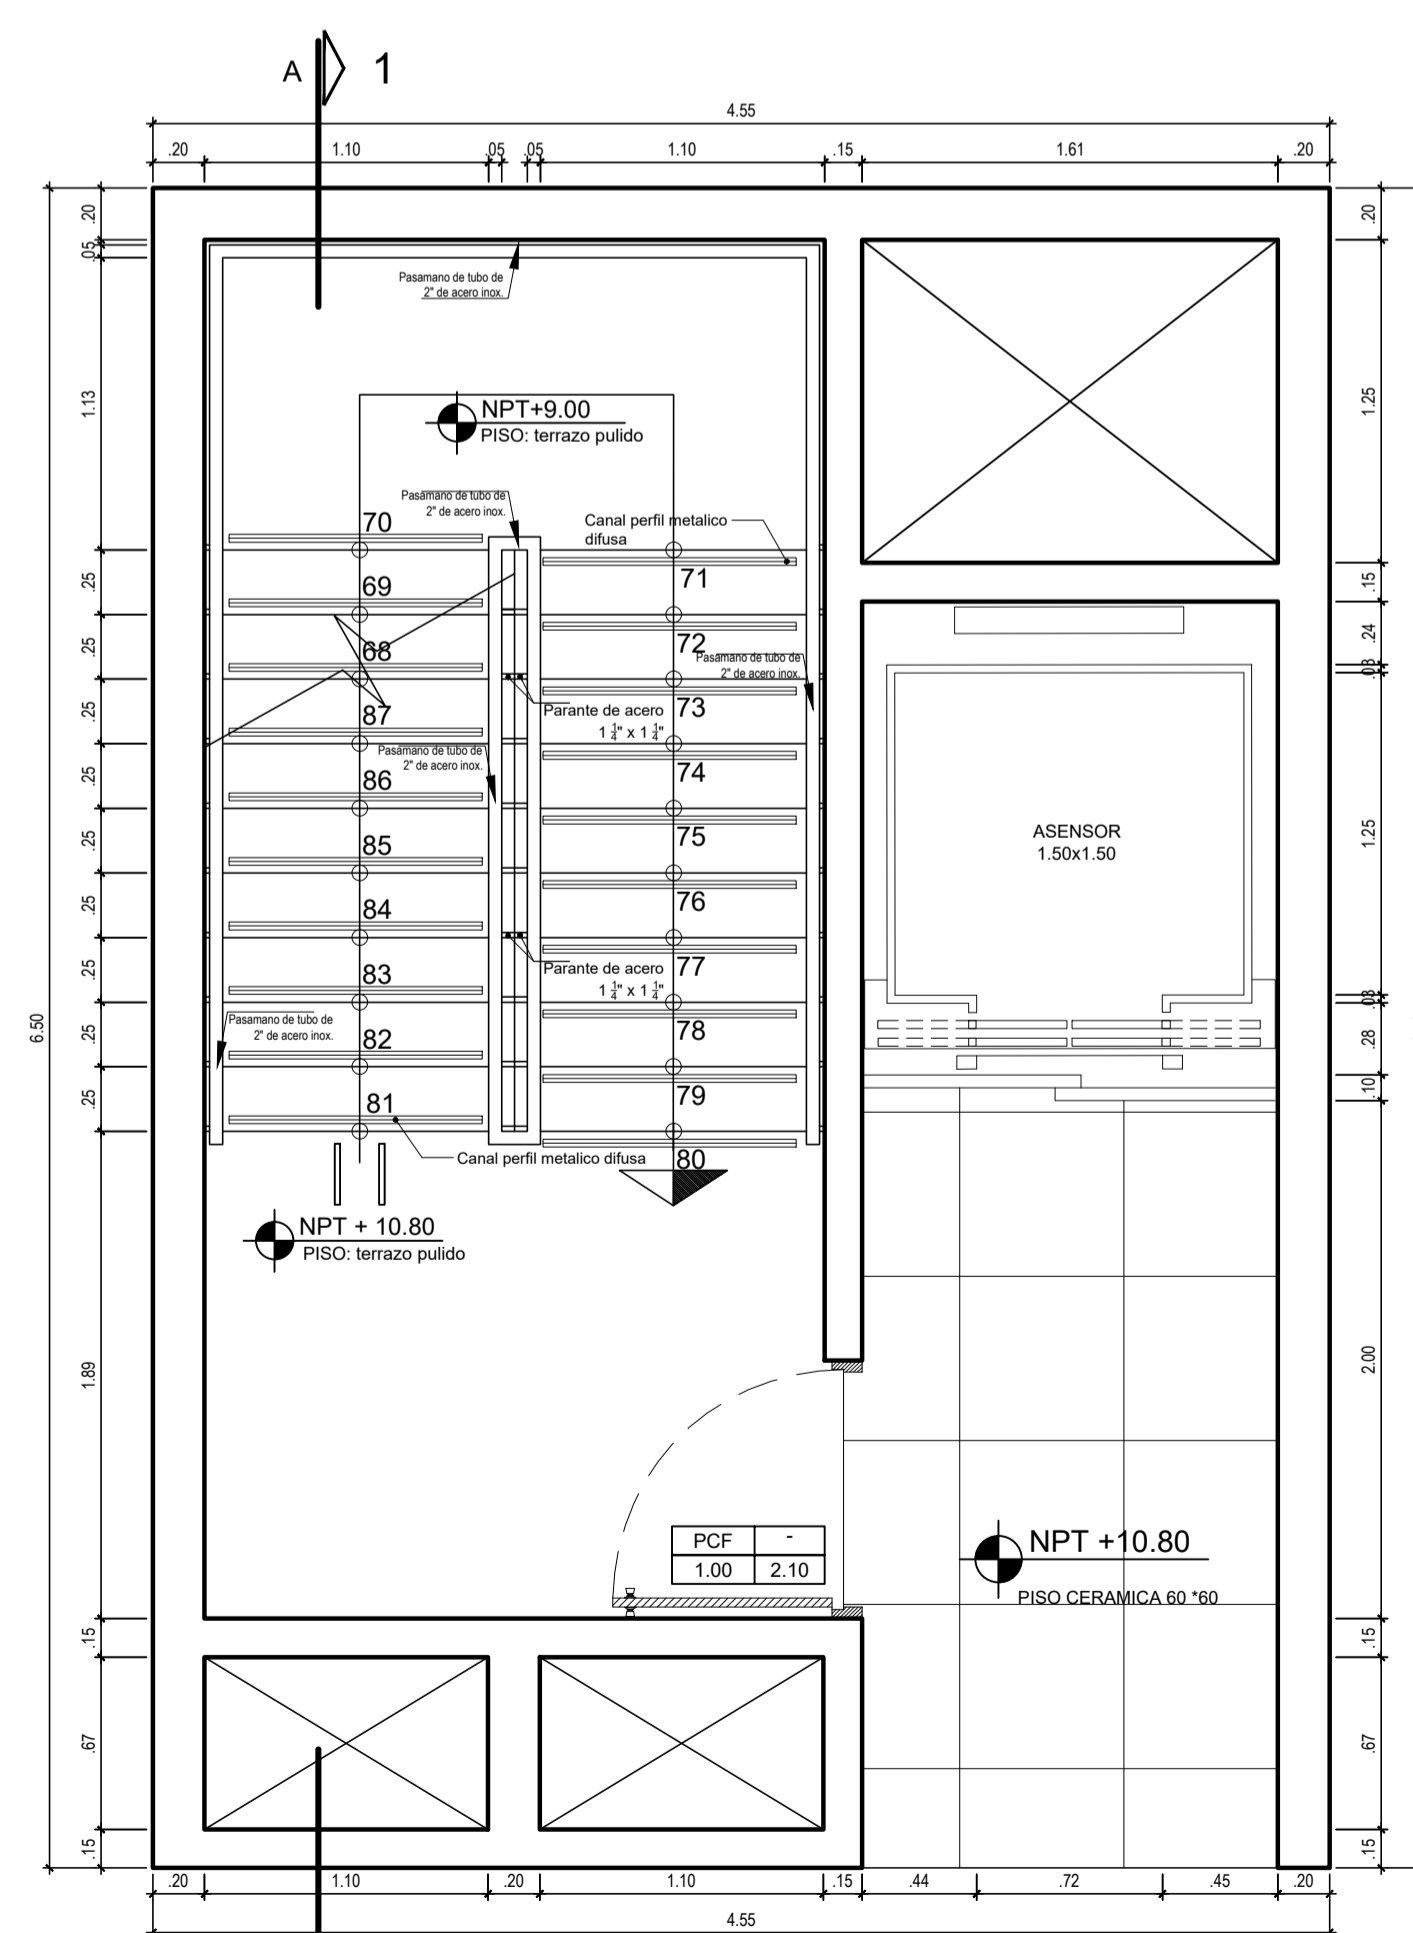 A 1
4.55
.20 1.10 .05 .05 1.10 .15 1.61 .20
.20
.05
1.13
.25
.25
.25
.25
.25
.25
.25
.25
.25
1.89
.15
.67
.15
6.50
Pasamano de tubo de
2" de acero inox.
NPT+9.00
PISO: terrazo pulido
Pasamano de tubo de
2" de acero inox.
Canal perfil metalico
difusa
70
69
68
87
86
85
84
83
82
81
71
72
73
74
75
76
77
78
79
80
Pasamano de tubo de
2" de acero inox.
Parante de acero
1 1/4" x 1 1/4"
Pasamano de tubo de
2" de acero inox.
Parante de acero
1 1/4" x 1 1/4"
Pasamano de tubo de
2" de acero inox.
Canal perfil metalico difusa
NPT + 10.80
PISO: terrazo pulido
ASENSOR
1.50x1.50
PCF -
1.00 2.10
NPT +10.80
PISO CERAMICA 60 *60
.20
1.25
.15
.24
.03
1.25
.03
.28
.10
2.00
.15
.67
.15
.20 1.10 .20 1.10 .15 .44 .72 .45 .20
4.55